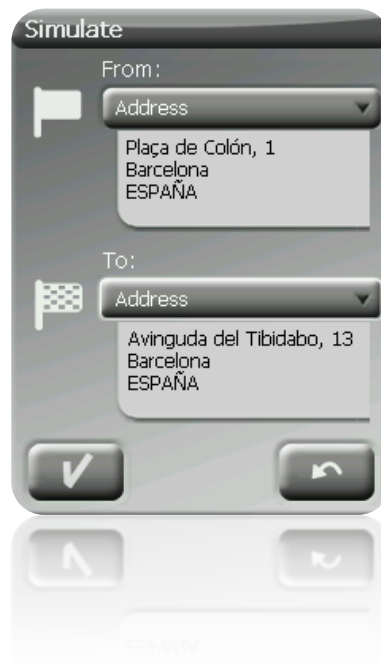 Simulate
From:
Address
Plaça de Colón, 1
Barcelona
ESPAÑA
To:
Address
Avinguda del Tibidabo, 13
Barcelona
ESPAÑA